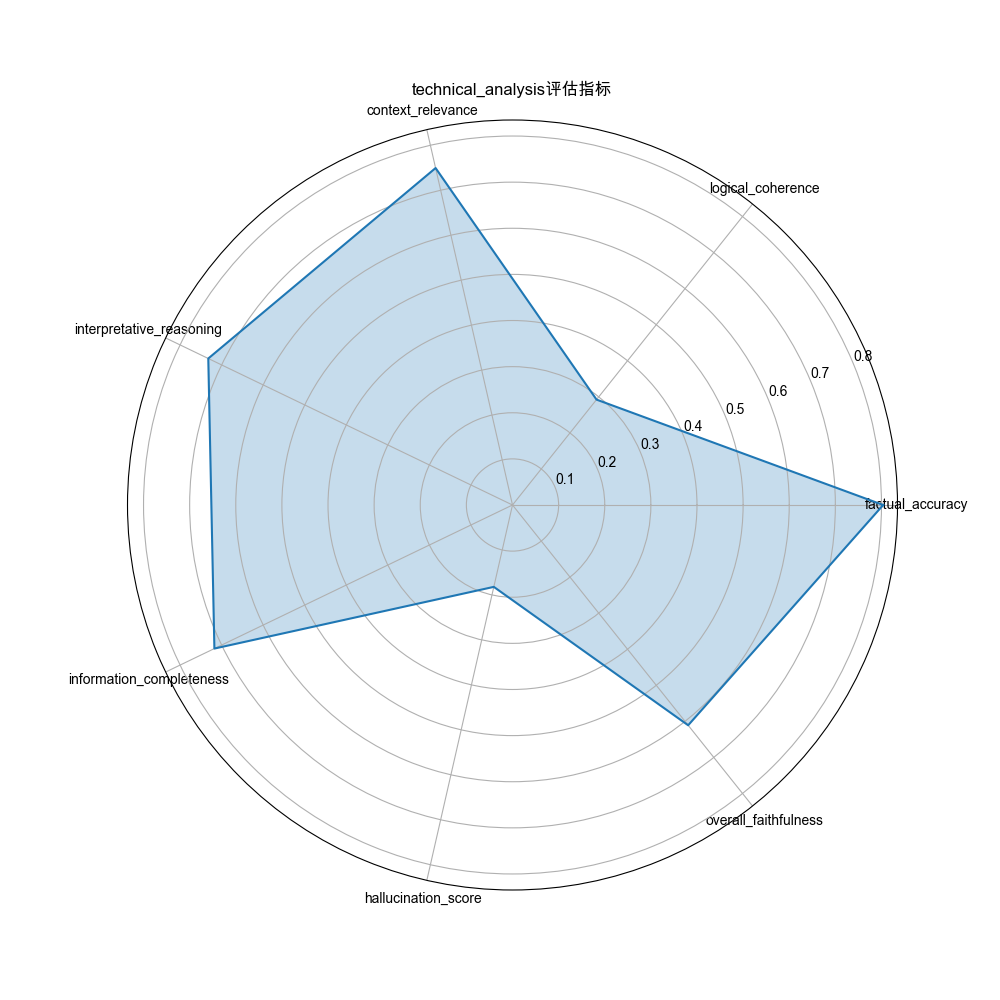 technical_analysis评估指标
context_relevance
logical_coherence
interpretative_reasoning
0.8
0.7
0.6
0.5
0.4
0.3
0.2
0.1
factual_accuracy
information_completeness
overall_faithfulness
hallucination_score